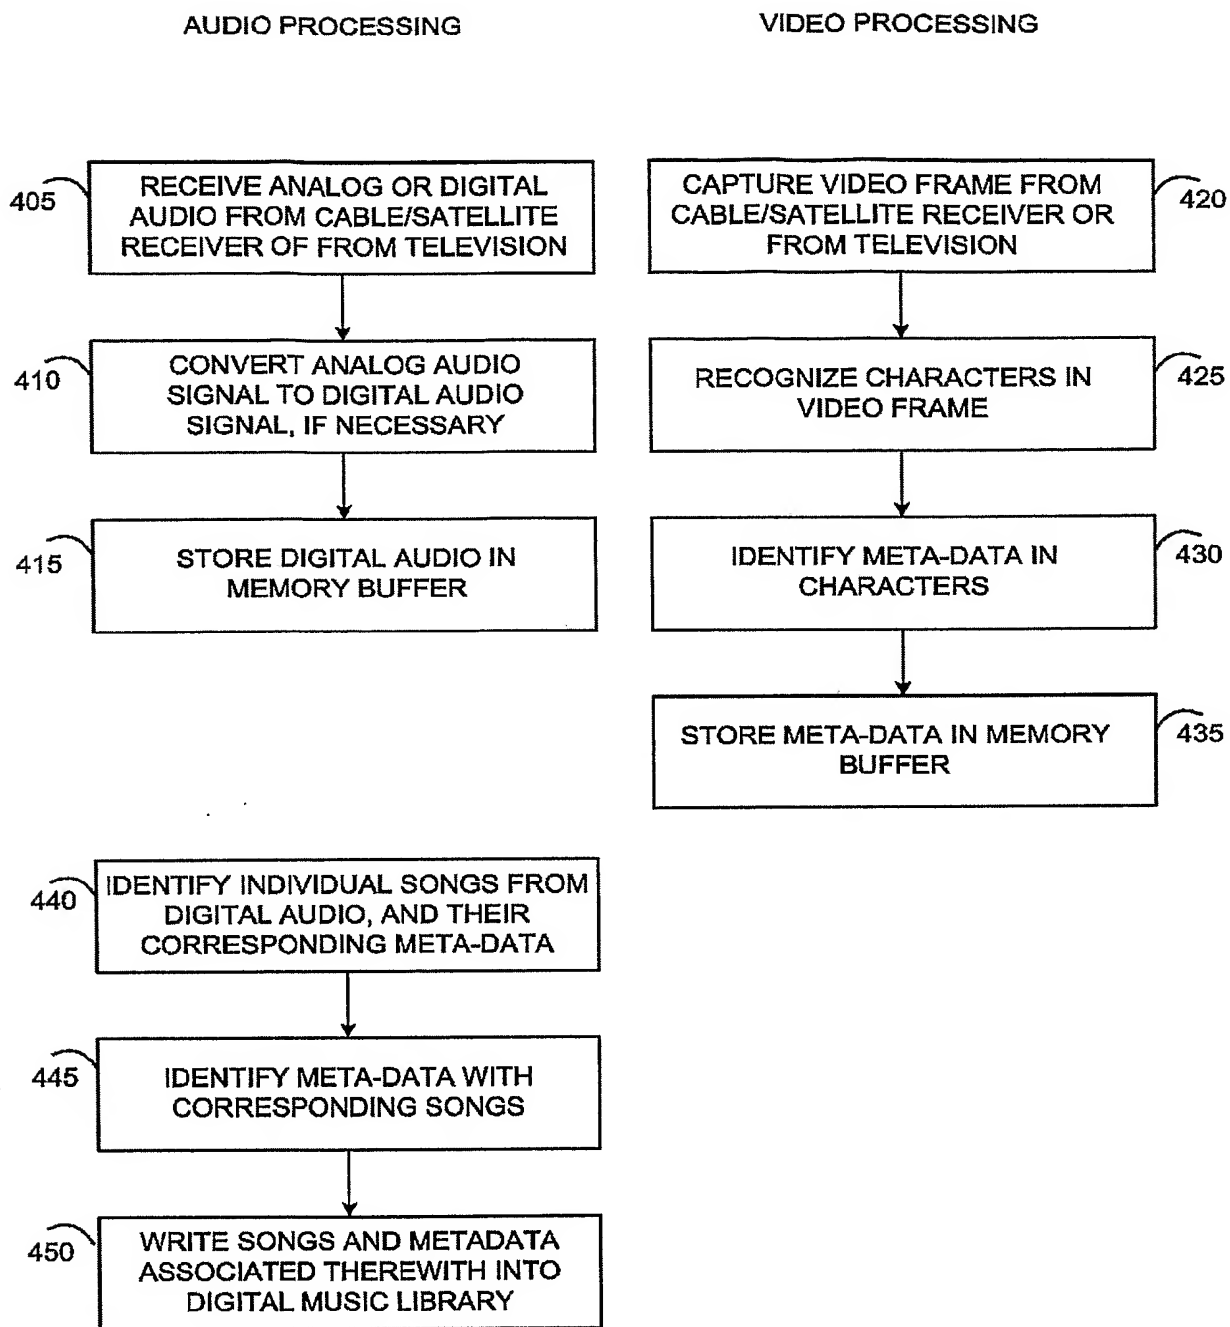 AUDIO PROCESSING
VIDEO PROCESSING
405
RECEIVE ANALOG OR DIGITAL
AUDIO FROM CABLE/SATELLITE
RECEIVER OF FROM TELEVISION
410
CONVERT ANALOG AUDIO
SIGNAL TO DIGITAL AUDIO
SIGNAL, IF NECESSARY
415
STORE DIGITAL AUDIO IN
MEMORY BUFFER
CAPTURE VIDEO FRAME FROM
CABLE/SATELLITE RECEIVER OR
FROM TELEVISION
420
RECOGNIZE CHARACTERS IN
VIDEO FRAME
425
IDENTIFY META-DATA IN
CHARACTERS
430
STORE META-DATA IN MEMORY
BUFFER
435
440
IDENTIFY INDIVIDUAL SONGS FROM
DIGITAL AUDIO, AND THEIR
CORRESPONDING META-DATA
445
IDENTIFY META-DATA WITH
CORRESPONDING SONGS
450
WRITE SONGS AND METADATA
ASSOCIATED THEREWITH INTO
DIGITAL MUSIC LIBRARY